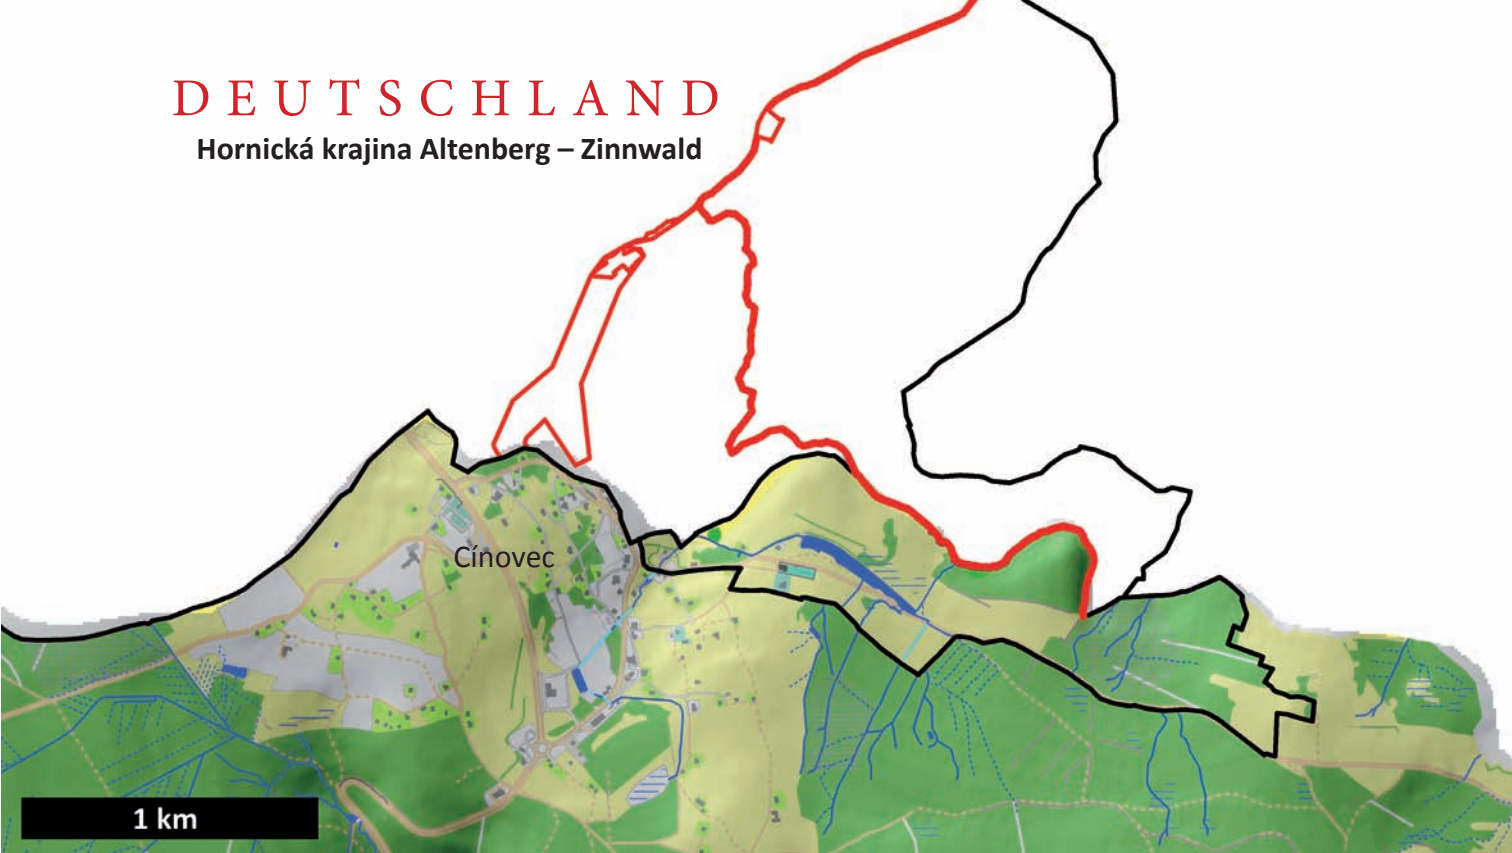 DEUTSCHLAND
Hornická krajina Altenberg – Zinnwald
Cínovec
1 km